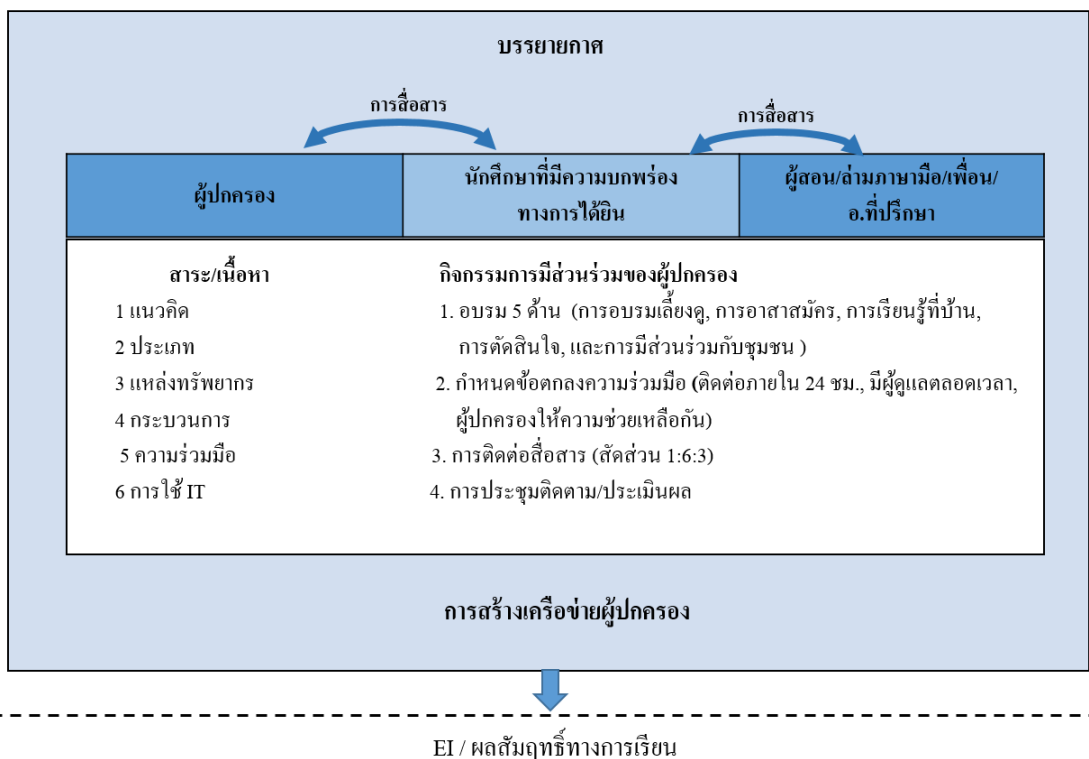 บรรยายกาศ
การสื่อสาร
การสื่อสาร
ผู้ปกครอง
นักศึกษาที่มีความบกพร่อง
ทางการได้ยิน
ผู้สอน/ล่ามภาษามือ/เพื่อน/
อ.ที่ปรึกษา
สาระ/เนื้อหา
1 แนวคิด
2 ประเภท
3 แหล่งทรัพยากร
4 กระบวนการ
5 ความร่วมมือ
6 การใช้ IT
กิจกรรมการมีส่วนร่วมของผู้ปกครอง
1. อบรม 5 ด้าน (การอบรมเลี้ยงดู, การอาสาสมัคร, การเรียนรู้ที่บ้าน,
การตัดสินใจ, และการมีส่วนร่วมกับชุมชน )
2. กำหนดข้อตกลงความร่วมมือ (ติดต่อภายใน 24 ชม., มีผู้ดูแลตลอดเวลา,
ผู้ปกครองให้ความช่วยเหลือกัน)
3. การติดต่อสื่อสาร (สัดส่วน 1:6:3)
4. การประชุมติดตาม/ประเมินผล
การสร้างเครือข่ายผู้ปกครอง
EI / ผลสัมฤทธิ์ทางการเรียน